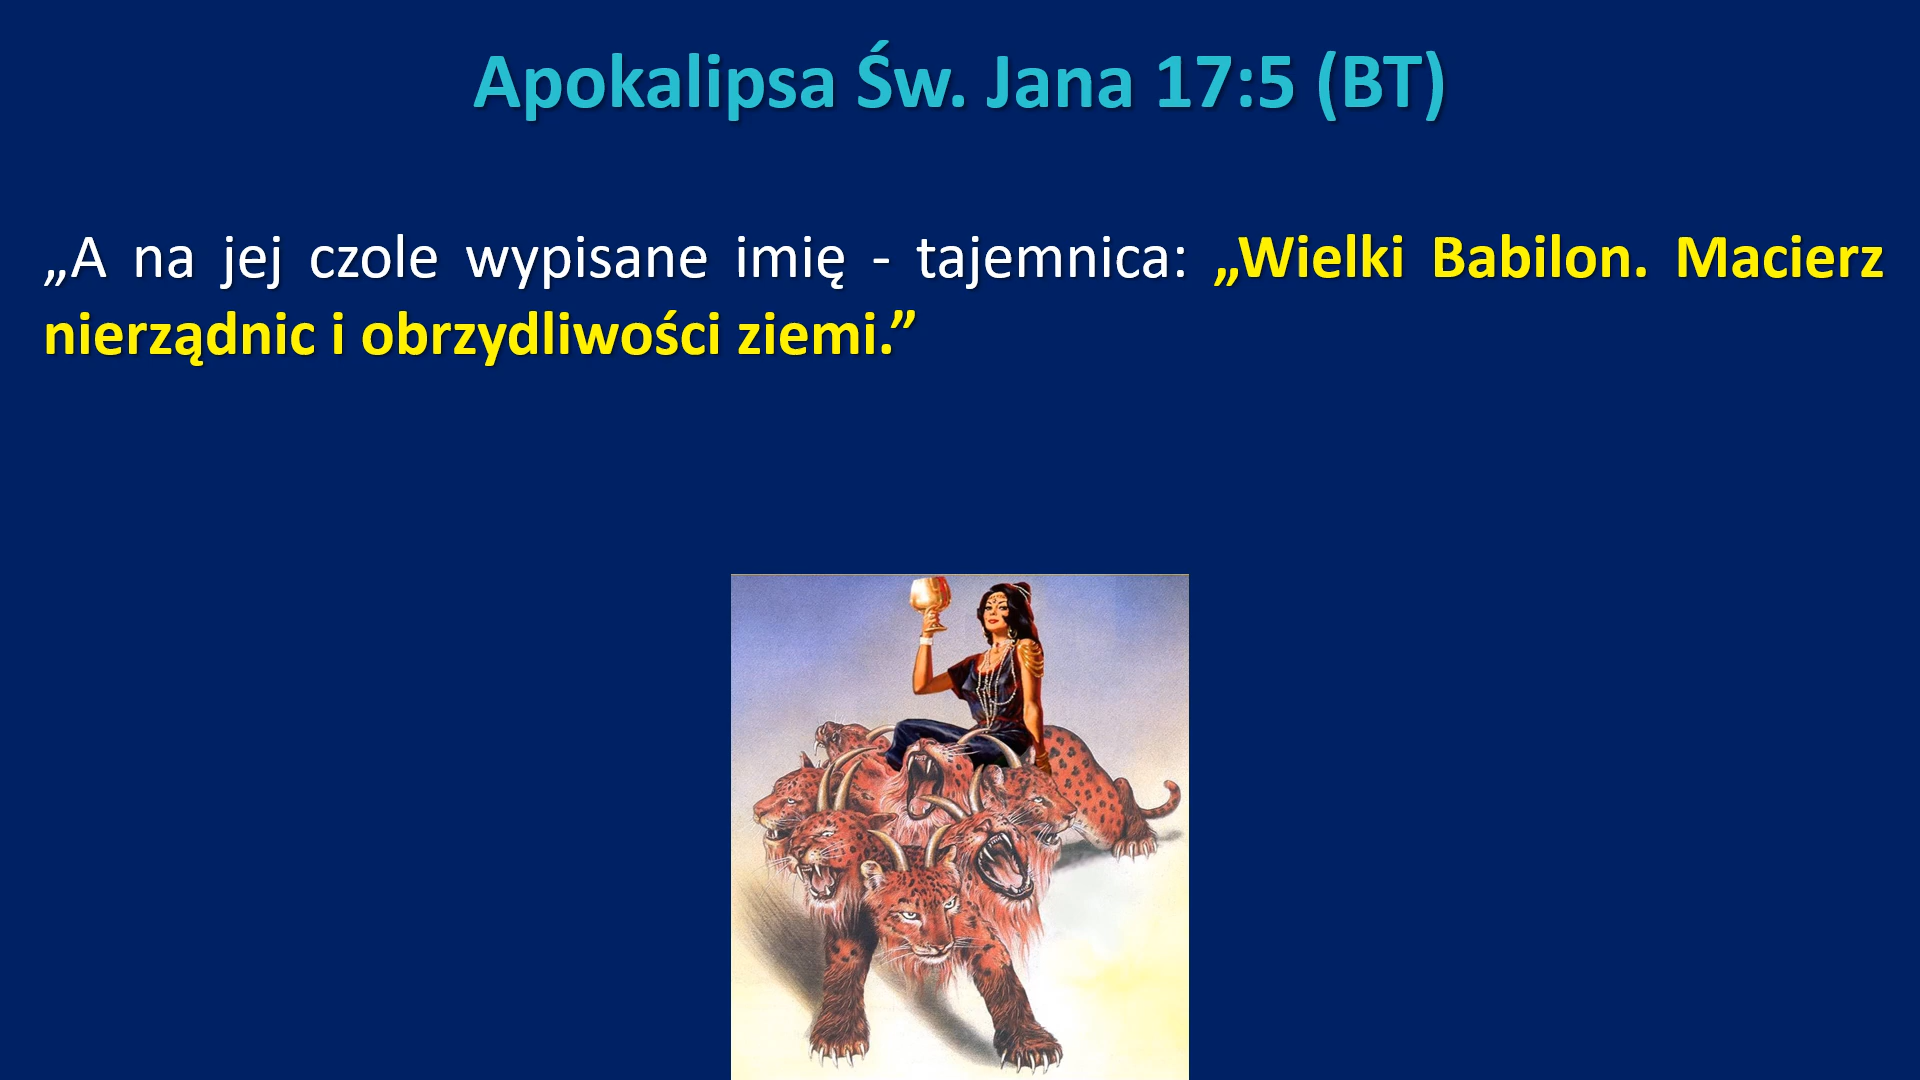 Apokalipsa Św. Jana 17:5 (BT)
„A na jej czole wypisane imię - tajemnica: „Wielki Babilon. Macierz
nierządnic i obrzydliwości ziemi.”